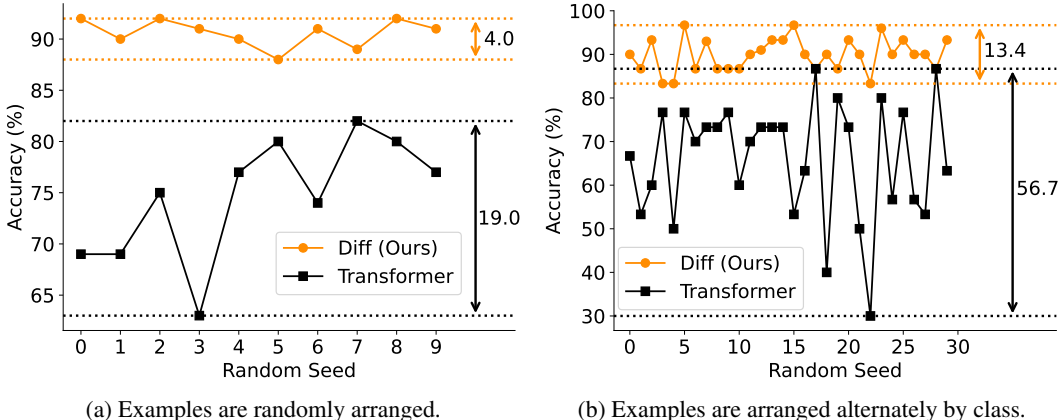 Accuracy (%)
90
85
80
75
70
65
4.0
19.0
Diff (Ours)
Transformer
0 1 2 3 4 5 6 7 8 9
Random Seed
(a) Examples are randomly arranged.
Accuracy (%)
100
90
80
70
60
50
40
30
13.4
56.7
Diff (Ours)
Transformer
0 5 10 15 20 25 30
Random Seed
(b) Examples are arranged alternately by class.